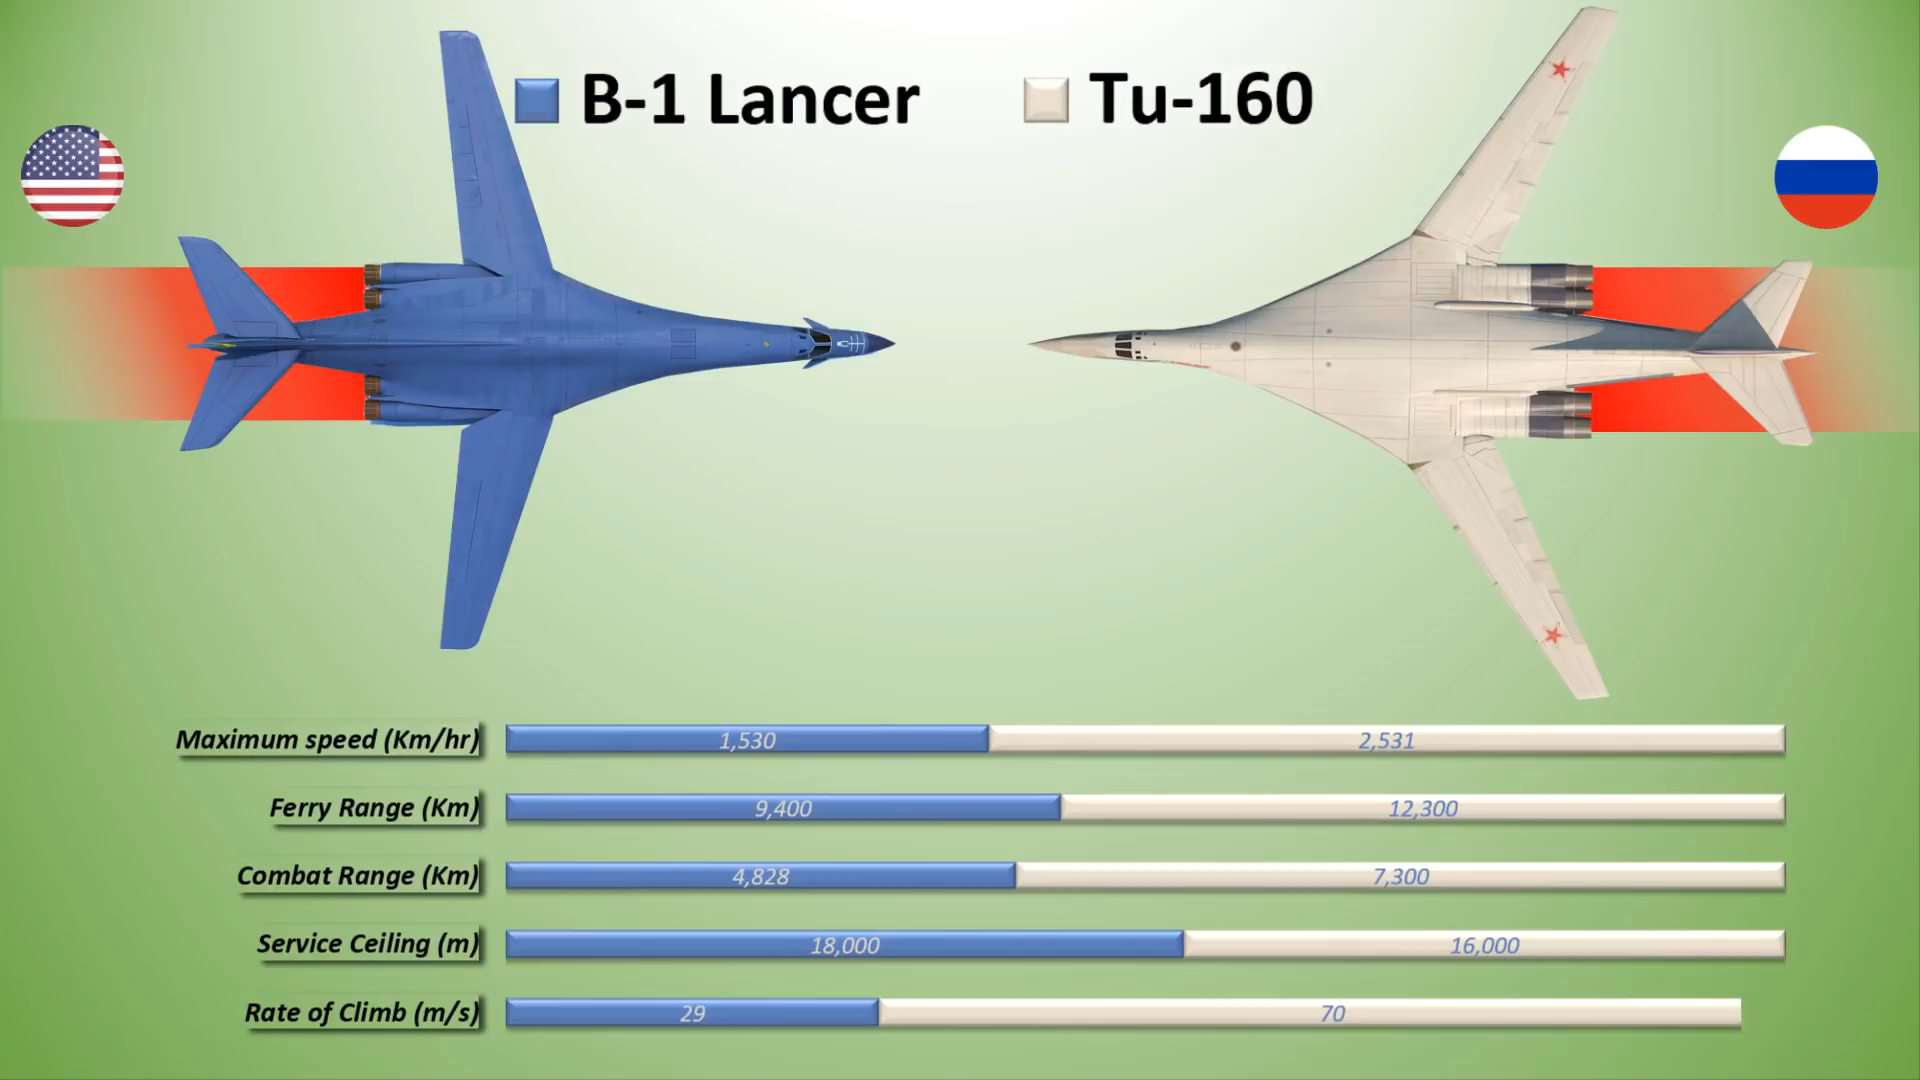 B-1 Lancer Tu-160
Maximum speed (Km/hr) 1,530 2,531
Ferry Range (Km) 9,400 12,300
Combat Range (Km) 4,828 7,300
Service Ceiling (m) 18,000 16,000
Rate of Climb (m/s) 29 70